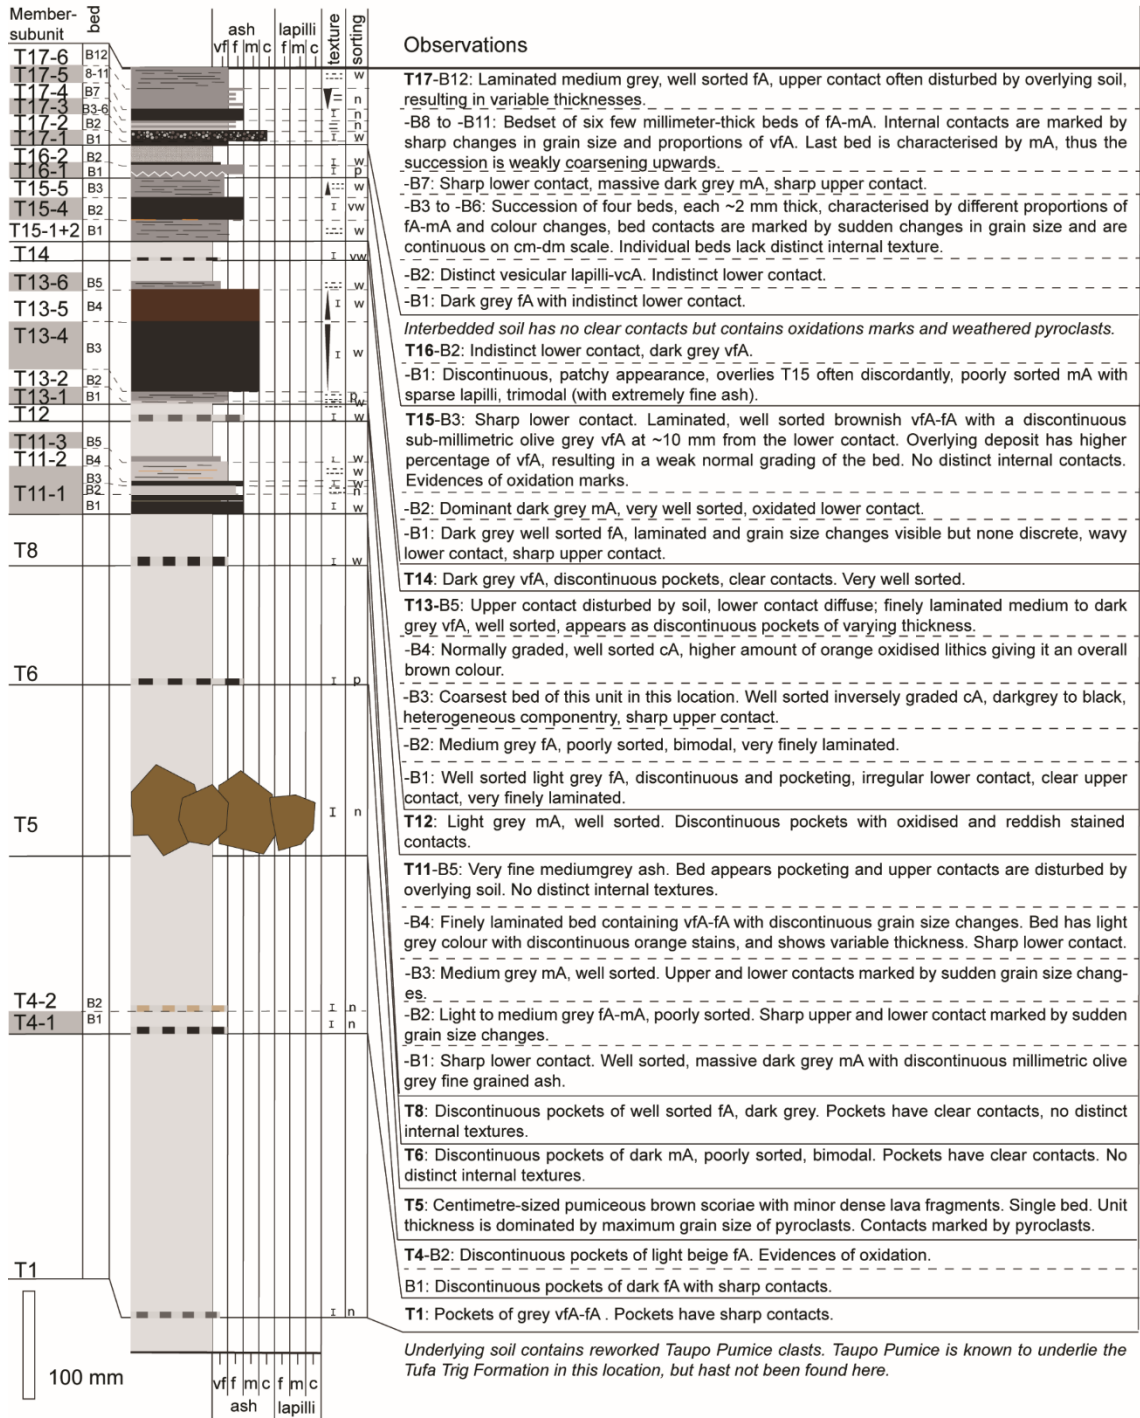 Member-
subunit
bed
ash
lapilli
vf f m c f m c
texture
sorting
Observations
T17-6 B12
T17-5 8-11 w
T17-4 B7
T17-3 B3-6 n
T17-2 B2 I n n
T17-1 B1 I w
T16-2 B2 I w
T16-1 B1 I p
T15-5 B3 w
T15-4 B2 I vw
T15-1+2 B1 w
T14 I vw
T13-6 B5 w
T13-5 B4 I w
T13-4
B3 I w
T13-2 B2
T13-1 B1 p w
T12 I w
T11-3 B5
T11-2 B4 I w
B3 w
T11-1 B2 n
B1 I w
T8 I w
T6 I p
T5 I n
T4-2 B2 I n
T4-1 B1 I n
T1 I n
100 mm
vf f m c f m c
ash lapilli
T17-B12: Laminated medium grey, well sorted fA, upper contact often disturbed by overlying soil,
resulting in variable thicknesses.
-B8 to -B11: Bedset of six few millimeter-thick beds of fA-mA. Internal contacts are marked by
sharp changes in grain size and proportions of vfA. Last bed is characterised by mA, thus the
succession is weakly coarsening upwards.
-B7: Sharp lower contact, massive dark grey mA, sharp upper contact.
-B3 to -B6: Succession of four beds, each ~2 mm thick, characterised by different proportions of
fA-mA and colour changes, bed contacts are marked by sudden changes in grain size and are
continuous on cm-dm scale. Individual beds lack distinct internal texture.
-B2: Distinct vesicular lapilli-vcA. Indistinct lower contact.
-B1: Dark grey fA with indistinct lower contact.
Interbedded soil has no clear contacts but contains oxidations marks and weathered pyroclasts.
T16-B2: Indistinct lower contact, dark grey vfA.
-B1: Discontinuous, patchy appearance, overlies T15 often discordantly, poorly sorted mA with
sparse lapilli, trimodal (with extremely fine ash).
T15-B3: Sharp lower contact. Laminated, well sorted brownish vfA-fA with a discontinuous
sub-millimetric olive grey vfA at ~10 mm from the lower contact. Overlying deposit has higher
percentage of vfA, resulting in a weak normal grading of the bed. No distinct internal contacts.
Evidences of oxidation marks.
-B2: Dominant dark grey mA, very well sorted, oxidated lower contact.
-B1: Dark grey well sorted fA, laminated and grain size changes visible but none discrete, wavy
lower contact, sharp upper contact.
T14: Dark grey vfA, discontinuous pockets, clear contacts. Very well sorted.
T13-B5: Upper contact disturbed by soil, lower contact diffuse; finely laminated medium to dark
grey vfA, well sorted, appears as discontinuous pockets of varying thickness.
-B4: Normally graded, well sorted cA, higher amount of orange oxidised lithics giving it an overall
brown colour.
-B3: Coarsest bed of this unit in this location. Well sorted inversely graded cA, darkgrey to black,
heterogeneous componentry, sharp upper contact.
-B2: Medium grey fA, poorly sorted, bimodal, very finely laminated.
-B1: Well sorted light grey fA, discontinuous and pocketing, irregular lower contact, clear upper
contact, very finely laminated.
T12: Light grey mA, well sorted. Discontinuous pockets with oxidised and reddish stained
contacts.
T11-B5: Very fine mediumgrey ash. Bed appears pocketing and upper contacts are disturbed by
overlying soil. No distinct internal textures.
-B4: Finely laminated bed containing vfA-fA with discontinuous grain size changes. Bed has light
grey colour with discontinuous orange stains, and shows variable thickness. Sharp lower contact.
-B3: Medium grey mA, well sorted. Upper and lower contacts marked by sudden grain size chang-
es.
-B2: Light to medium grey fA-mA, poorly sorted. Sharp upper and lower contact marked by sudden
grain size changes.
-B1: Sharp lower contact. Well sorted, massive dark grey mA with discontinuous millimetric olive
grey fine grained ash.
T8: Discontinuous pockets of well sorted fA, dark grey. Pockets have clear contacts, no distinct
internal textures.
T6: Discontinuous pockets of dark mA, poorly sorted, bimodal. Pockets have clear contacts. No
distinct internal textures.
T5: Centimetre-sized pumiceous brown scoriae with minor dense lava fragments. Single bed. Unit
thickness is dominated by maximum grain size of pyroclasts. Contacts marked by pyroclasts.
T4-B2: Discontinuous pockets of light beige fA. Evidences of oxidation.
B1: Discontinuous pockets of dark fA with sharp contacts.
T1: Pockets of grey vfA-fA . Pockets have sharp contacts.
Underlying soil contains reworked Taupo Pumice clasts. Taupo Pumice is known to underlie the
Tufa Trig Formation in this location, but hast not been found here.